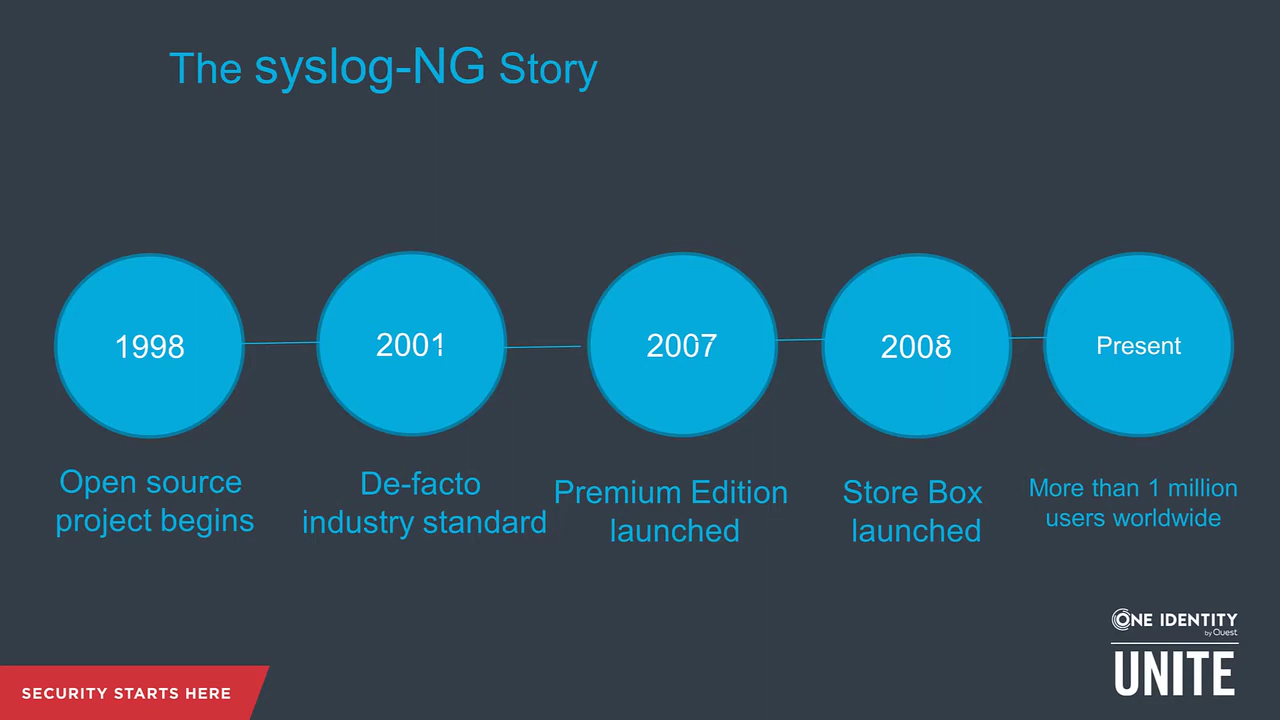 The syslog-NG Story
1998
2001
2007
2008
Present
Open source
project begins
De-facto
industry standard
Premium Edition
launched
Store Box
launched
More than 1 million
users worldwide
ONE IDENTITY
by Quest
UNITE
SECURITY STARTS HERE